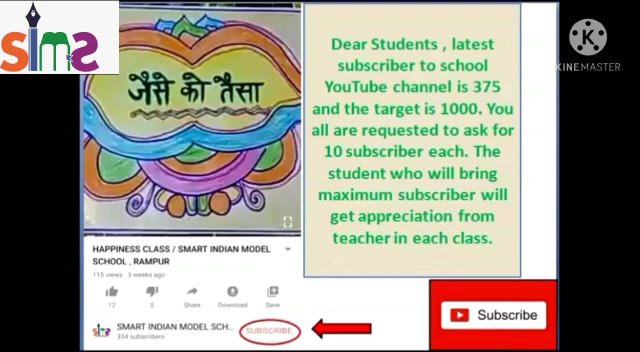 sims
जैसे को तैसा
HAPPINESS CLASS / SMART INDIAN MODEL
SCHOOL , RAMPUR
115 views 3 weeks ago
12
0
Share
Download
Save
SMART INDIAN MODEL SCH...
334 subscribers
SUBSCRIBE
Dear Students , latest
subscriber to school
YouTube channel is 375
and the target is 1000. You
all are requested to ask for
10 subscriber each. The
student who will bring
maximum subscriber will
get appreciation from
teacher in each class.
K
KINEMASTER
Subscribe